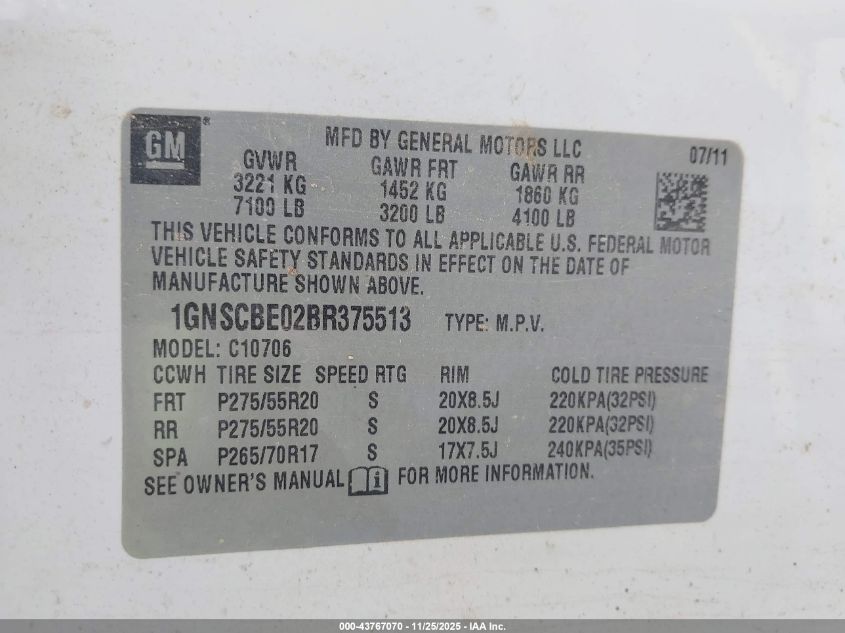 GM ®
MFD BY GENERAL MOTORS LLC 07/11
GVWR GAWR FRT GAWR RR
3221 KG 1452 KG 1860 KG
7100 LB 3200 LB 4100 LB
THIS VEHICLE CONFORMS TO ALL APPLICABLE U.S. FEDERAL MOTOR
VEHICLE SAFETY STANDARDS IN EFFECT ON THE DATE OF
MANUFACTURE SHOWN ABOVE.
1GNSCBE02BR375513 TYPE: M.P.V.
MODEL: C10706
CCWH TIRE SIZE SPEED RTG RIM COLD TIRE PRESSURE
FRT P275/55R20 S 20X8.5J 220KPA(32PSI)
RR P275/55R20 S 20X8.5J 220KPA(32PSI)
SPA P265/70R17 S 17X7.5J 240KPA(35PSI)
SEE OWNER'S MANUAL i FOR MORE INFORMATION.
000-43767070 - 11/25/2025 - IAA Inc.